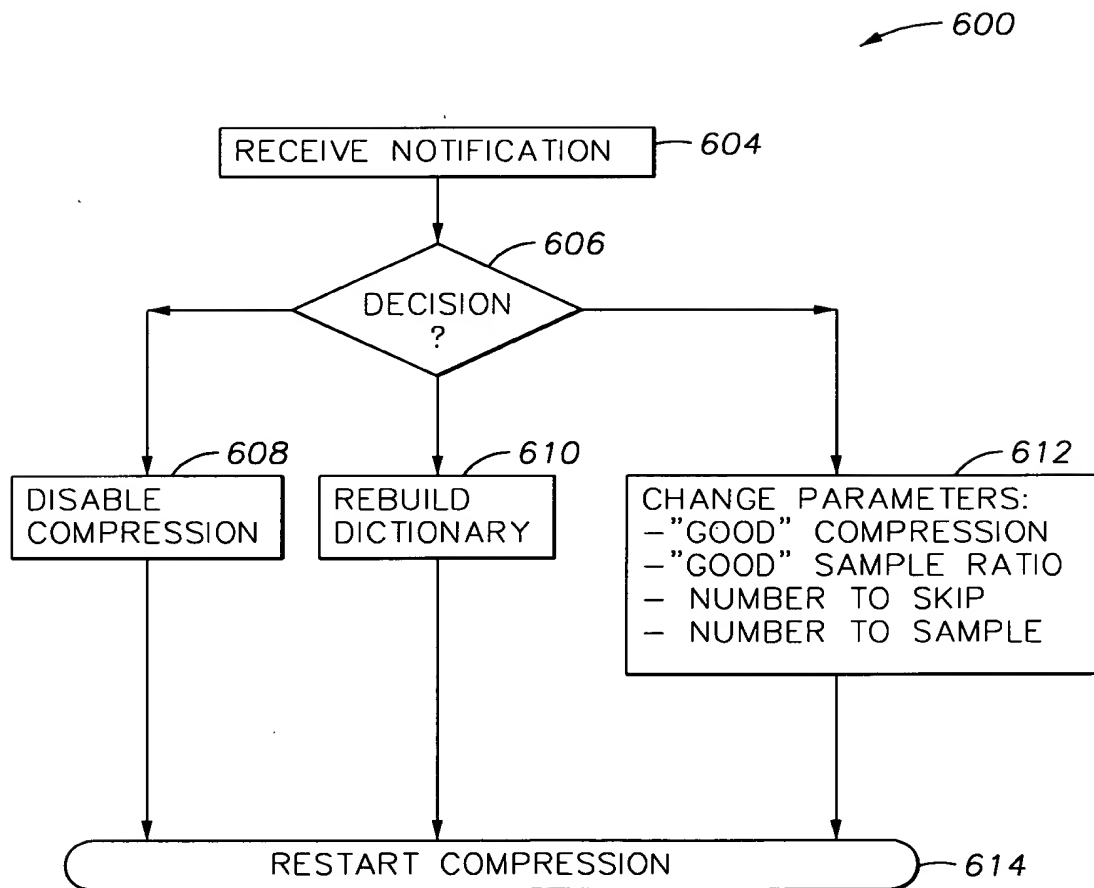 600
RECEIVE NOTIFICATION
604
606
DECISION
?
608
DISABLE
COMPRESSION
610
REBUILD
DICTIONARY
612
CHANGE PARAMETERS:
-"GOOD" COMPRESSION
-"GOOD" SAMPLE RATIO
- NUMBER TO SKIP
- NUMBER TO SAMPLE
RESTART COMPRESSION
614